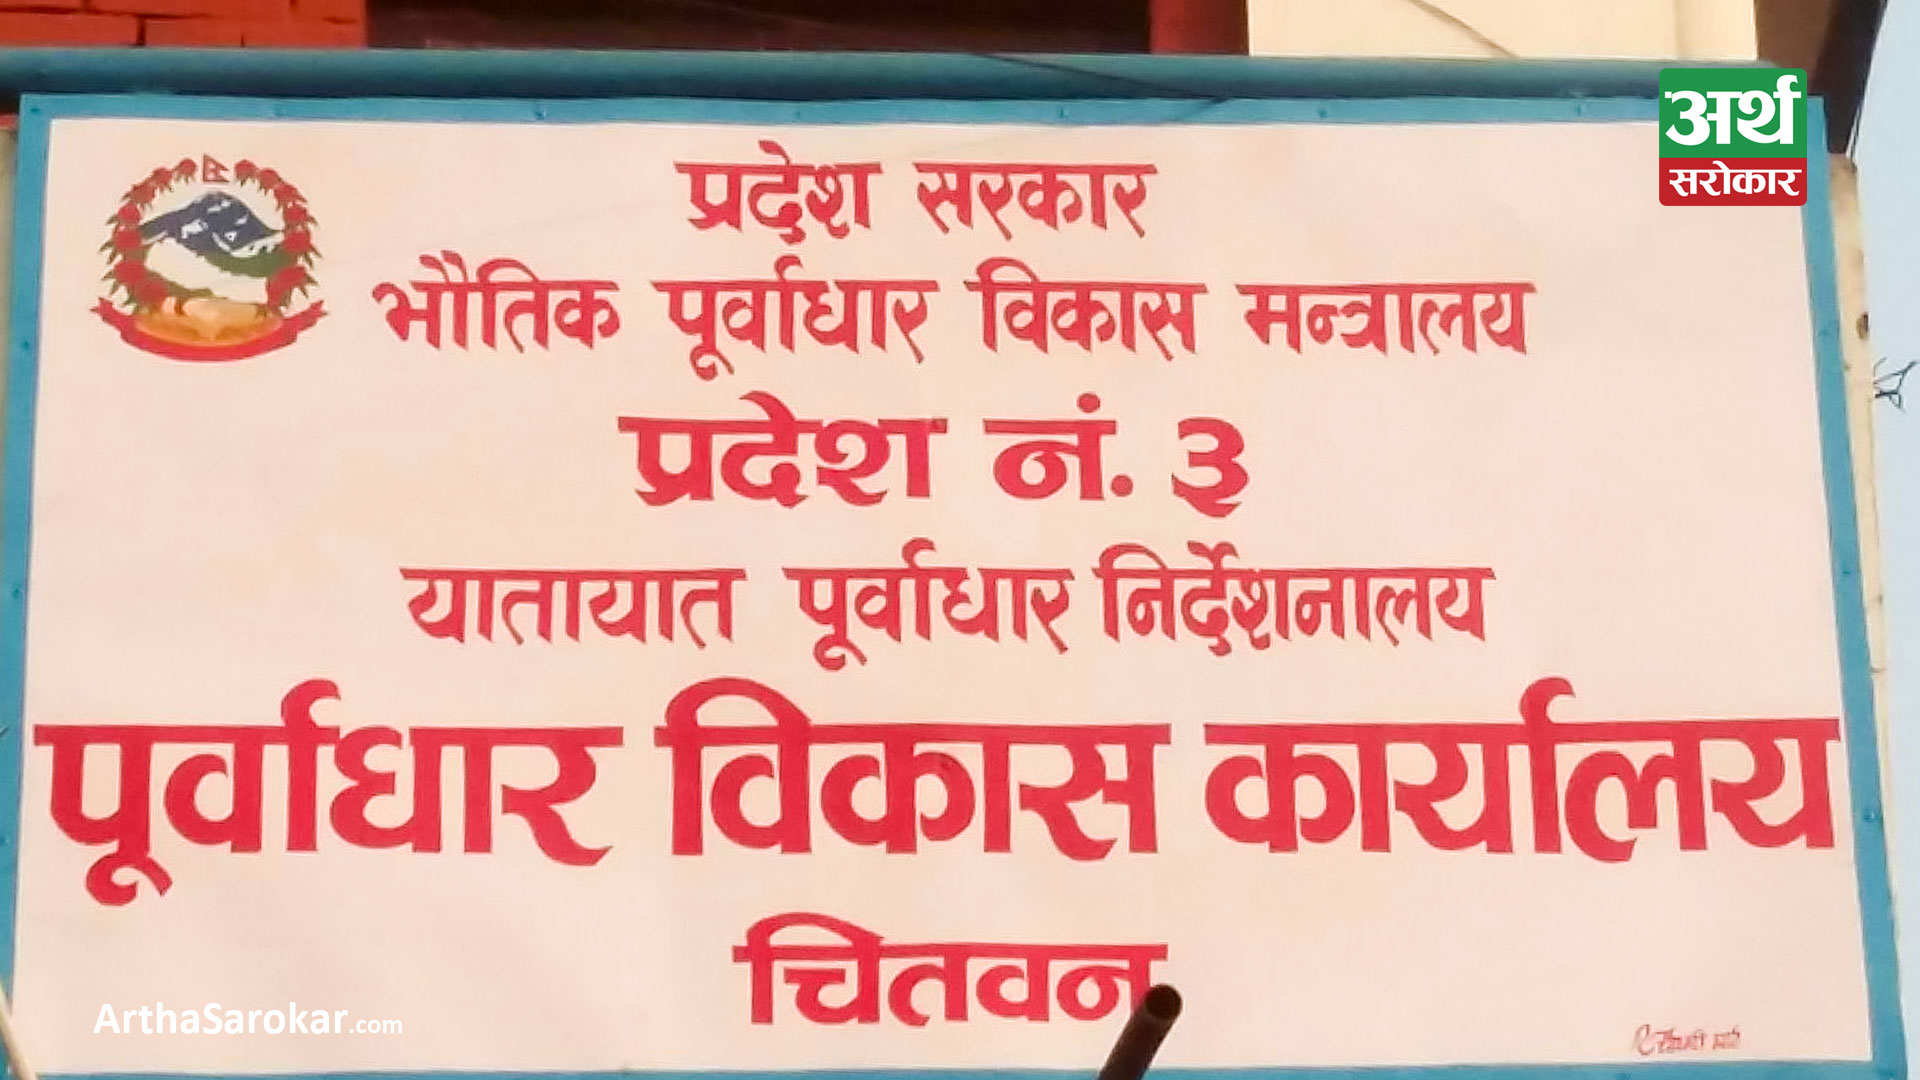 अर्थ
सरोकार
प्रदेश सरकार
भौतिक पूर्वाधार विकास मन्त्रालय
प्रदेश नं. ३
यातायात पूर्वाधार निर्देशनालय
पूर्वाधार विकास कार्यालय
चितवन
ArthaSarokar.com